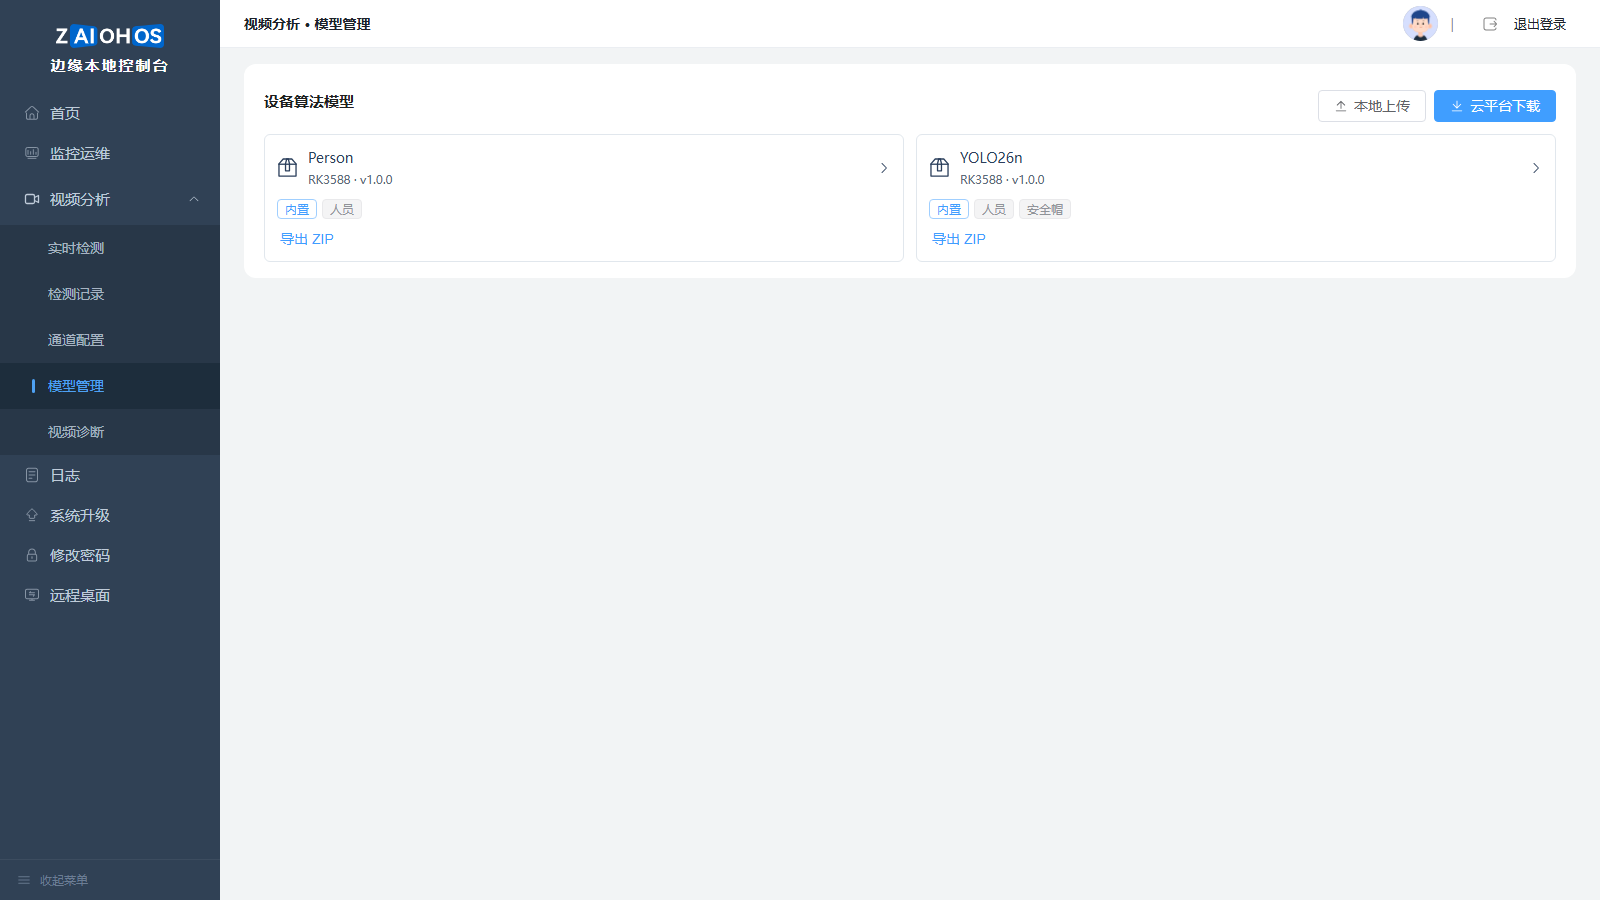 ZAIOHOS
边缘本地控制台
首页
监控运维
视频分析
实时检测
检测记录
通道配置
模型管理
视频诊断
日志
系统升级
修改密码
远程桌面
收起菜单
视频分析 • 模型管理
|
退出登录
设备算法模型
本地上传
云平台下载
Person
RK3588 · v1.0.0
内置 人员
导出 ZIP
YOLO26n
RK3588 · v1.0.0
内置 人员 安全帽
导出 ZIP